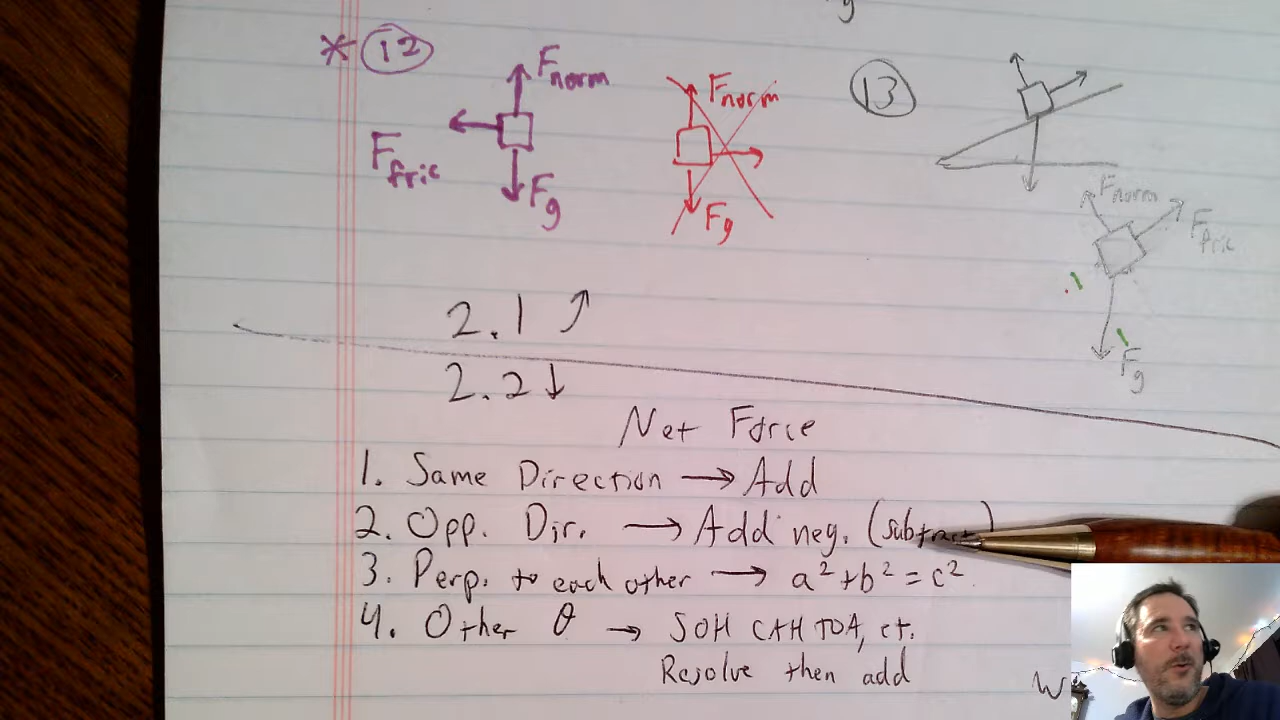 * 12
Fnorm
Ffric
Fg
Fnorm
Fg
13
Fnorm
Ffric
Fg
2.1 ↗
2.2 ↓
Net Force
1. Same Direction → Add
2. Opp. Dir. → Add neg. (subtract)
3. Perp. to each other → a² + b² = c²
4. Other θ → SOH CAH TOA, ct.
Resolve then add
W